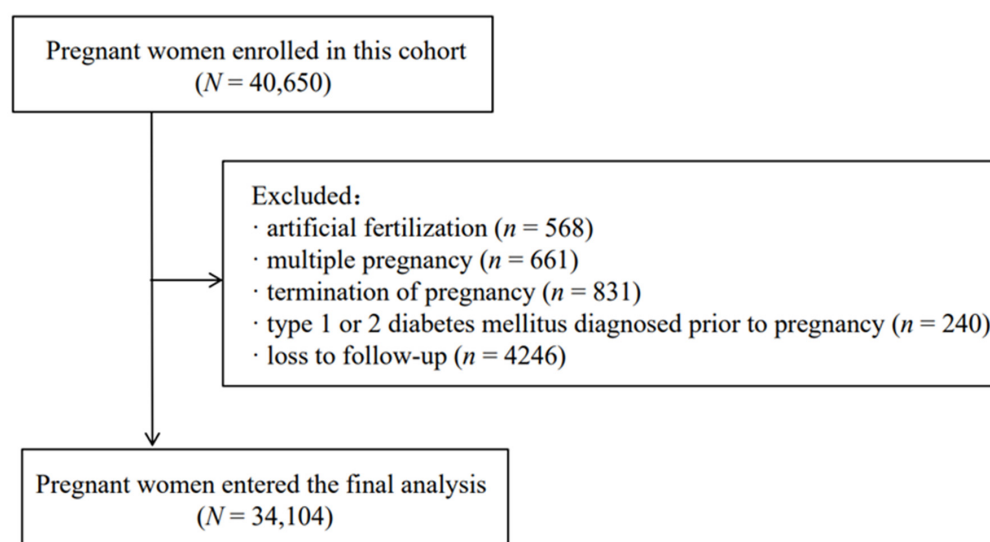 Pregnant women enrolled in this cohort
(N = 40,650)
Excluded：
· artificial fertilization (n = 568)
· multiple pregnancy (n = 661)
· termination of pregnancy (n = 831)
· type 1 or 2 diabetes mellitus diagnosed prior to pregnancy (n = 240)
· loss to follow-up (n = 4246)
Pregnant women entered the final analysis
(N = 34,104)